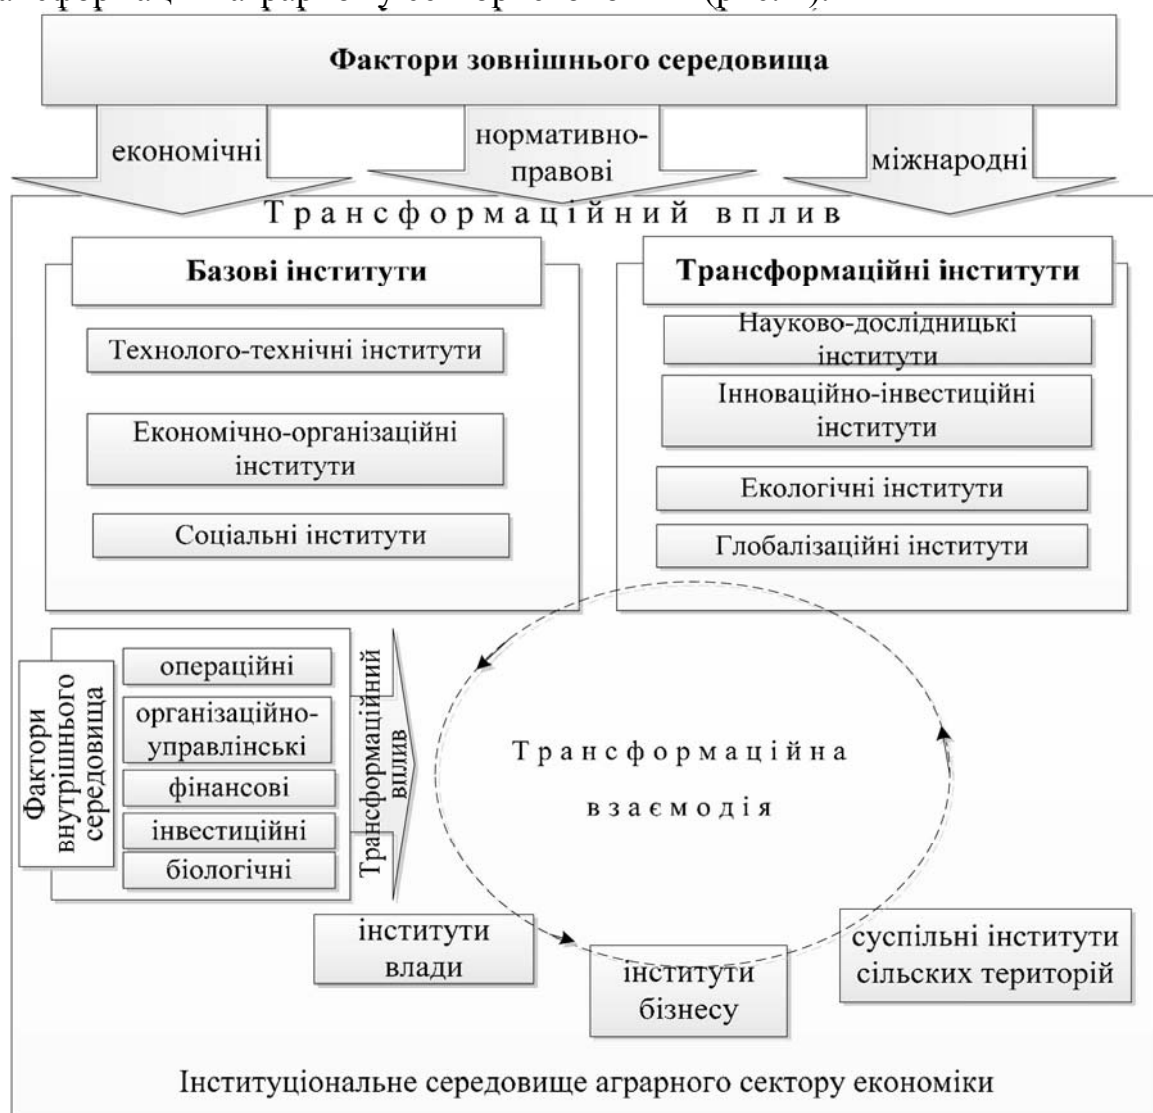 Фактори зовнішнього середовища
економічні
нормативно-
правові
міжнародні
Трансформаційний вплив
Базові інститути
Технолого-технічні інститути
Економічно-організаційні
інститути
Соціальні інститути
Трансформаційні інститути
Науково-дослідницькі
інститути
Інноваційно-інвестиційні
інститути
Екологічні інститути
Глобалізаційні інститути
Фактори
внутрішнього
середовища
операційні
організаційно-
управлінські
фінансові
інвестиційні
біологічні
Трансформаційний
вплив
Трансформаційна
взаємодія
інститути
влади
інститути
бізнесу
суспільні інститути
сільских територій
Інституціональне середовище аграрного сектору економіки